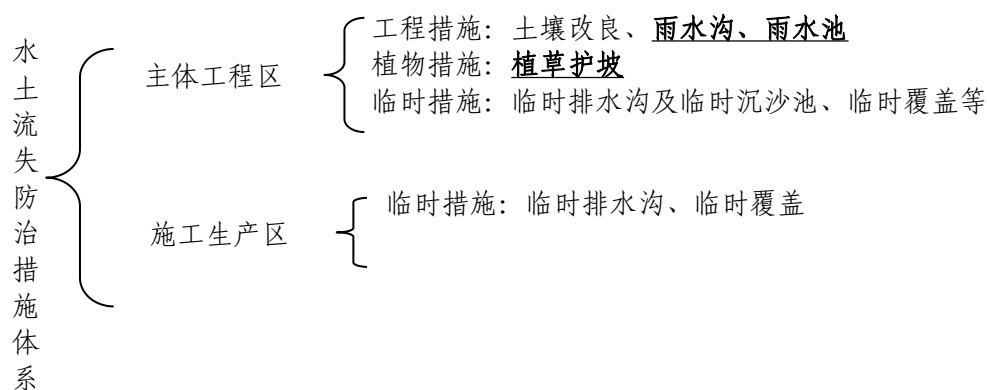 水土流失防治措施体系
主体工程区
工程措施：土壤改良、雨水沟、雨水池
植物措施：植草护坡
临时措施：临时排水沟及临时沉沙池、临时覆盖等
施工生产区
临时措施：临时排水沟、临时覆盖